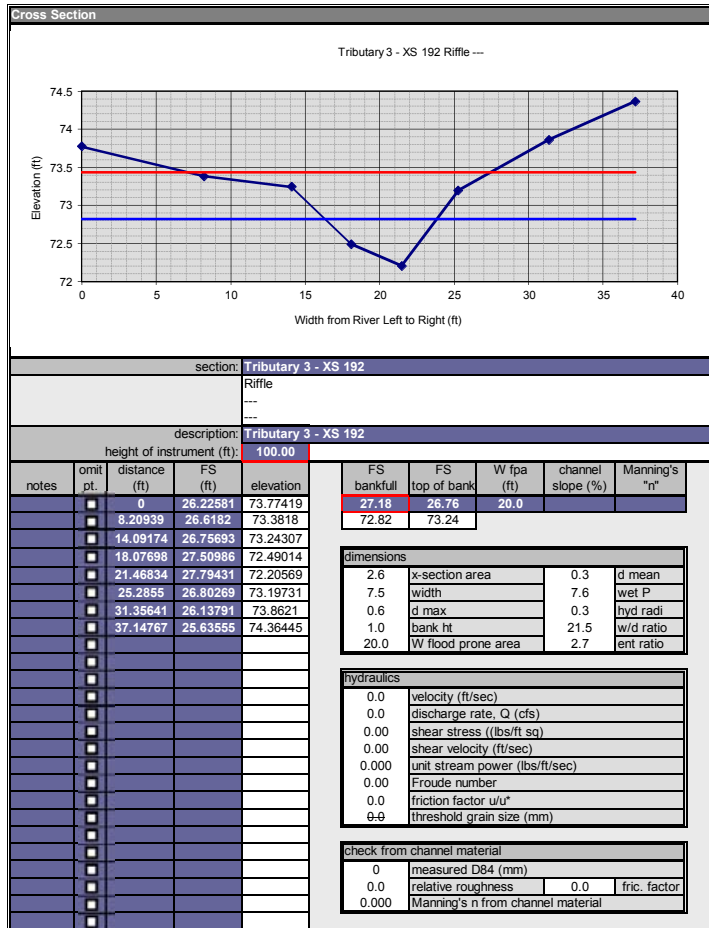 Cross Section
Tributary 3 - XS 192 Riffle ---
74.5
74
73.5
73
72.5
72
Elevation (ft)
0 5 10 15 20 25 30 35 40
Width from River Left to Right (ft)
section: Tributary 3 - XS 192
Riffle
---
---
description: Tributary 3 - XS 192
height of instrument (ft): 100.00
notes omit pt. distance (ft) FS (ft) elevation
0 26.22581 73.77419
8.20939 26.6182 73.3818
14.09174 26.75693 73.24307
18.07698 27.50986 72.49014
21.46834 27.79431 72.20569
25.2855 26.80269 73.19731
31.35641 26.13791 73.8621
37.14767 25.63555 74.36445
FS bankfull FS top of bank W fpa (ft) channel slope (%) Manning's "n"
27.18 26.76 20.0
72.82 73.24
dimensions
2.6 x-section area 0.3 d mean
7.5 width 7.6 wet P
0.6 d max 0.3 hyd radi
1.0 bank ht 21.5 w/d ratio
20.0 W flood prone area 2.7 ent ratio
hydraulics
0.0 velocity (ft/sec)
0.0 discharge rate, Q (cfs)
0.00 shear stress ((lbs/ft sq)
0.00 shear velocity (ft/sec)
0.000 unit stream power (lbs/ft/sec)
0.00 Froude number
0.0 friction factor u/u*
0.0 threshold grain size (mm)
check from channel material
0 measured D84 (mm)
0.0 relative roughness 0.0 fric. factor
0.000 Manning's n from channel material